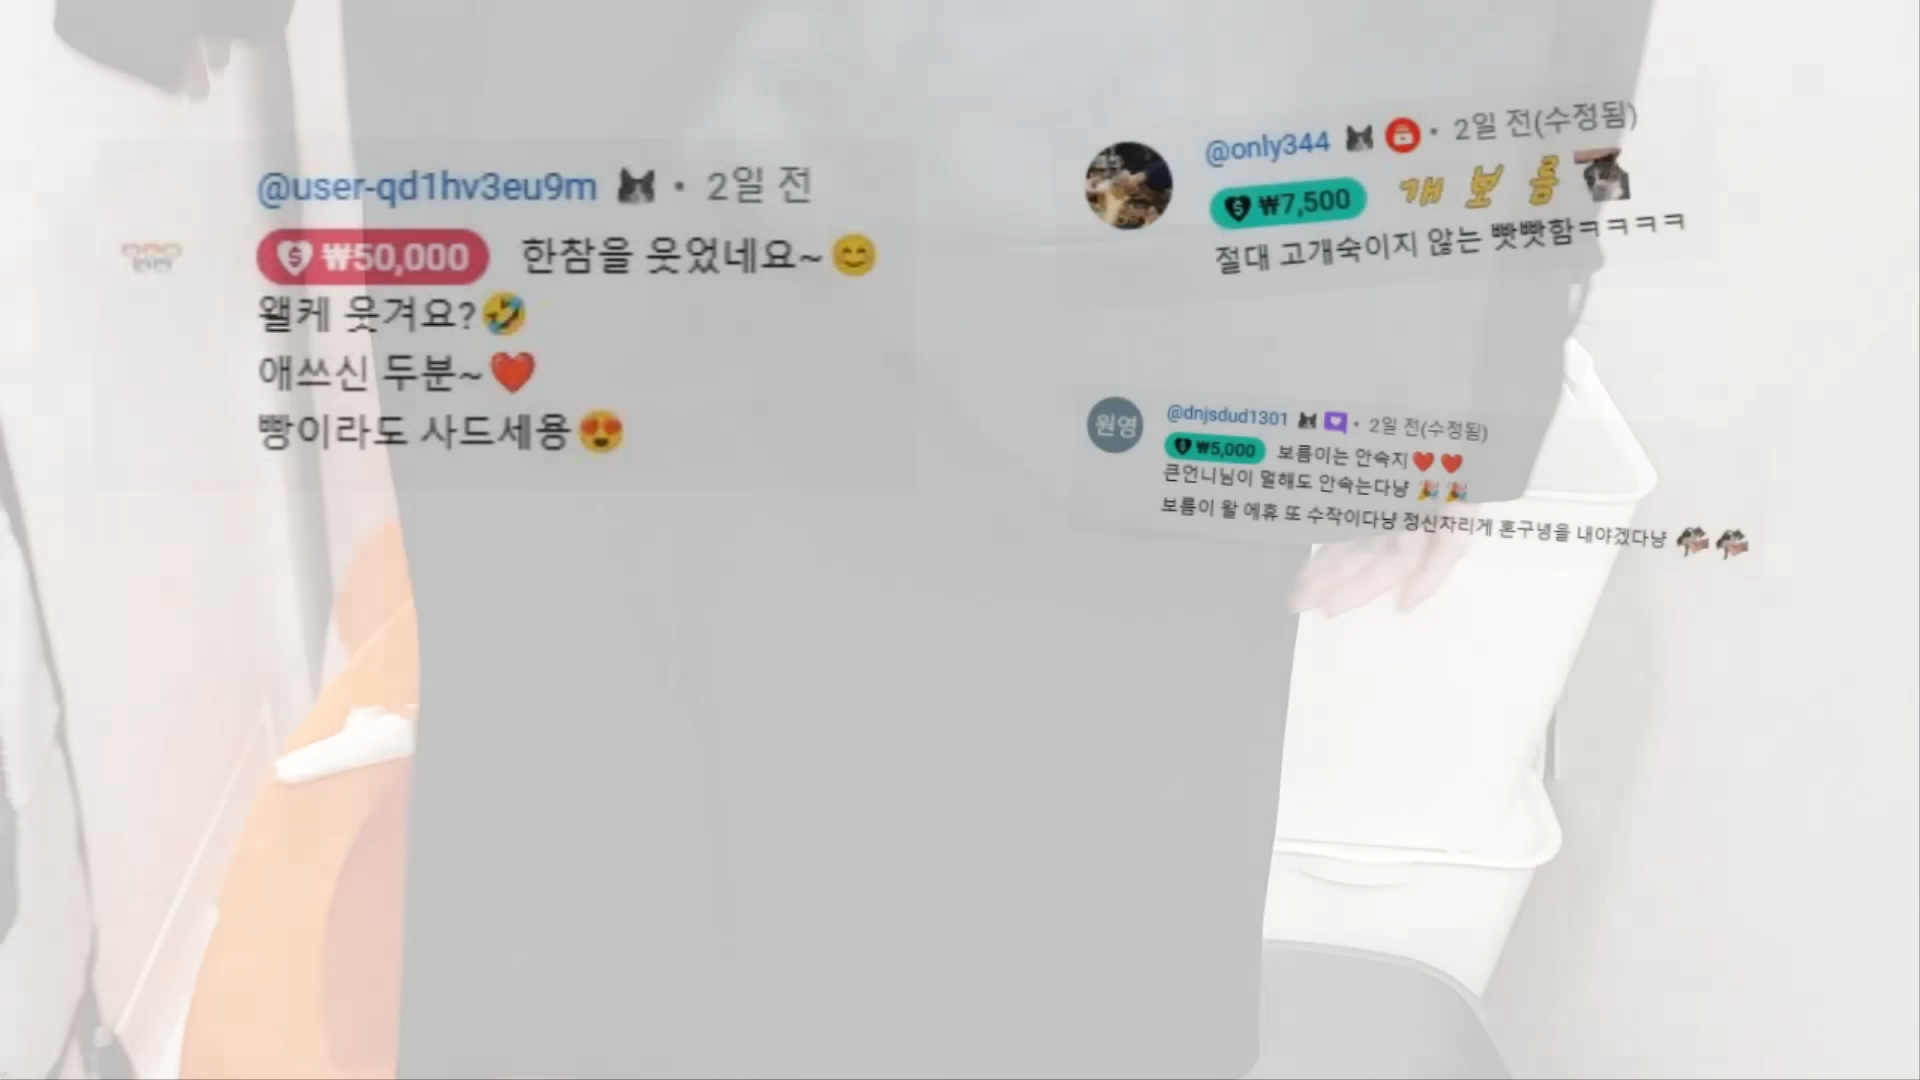 @user-qd1hv3eu9m · 2일 전
₩50,000 한참을 웃었네요~😊
왤케 웃겨요?🤣
애쓰신 두분~❤️
빵이라도 사드세용😍
@only344 · 2일 전(수정됨)
₩7,500 개 보 름
절대 고개숙이지 않는 빳빳함ㅋㅋㅋㅋ
원영
@dnjsdud1301 · 2일 전(수정됨)
₩5,000 보름이는 안속지❤️❤️
큰언니님이 멀해도 안속는다냥 🎉🎉
보름이 왈 에휴 또 수작이다냥 정신차리게 혼구녕을 내야겠다냥